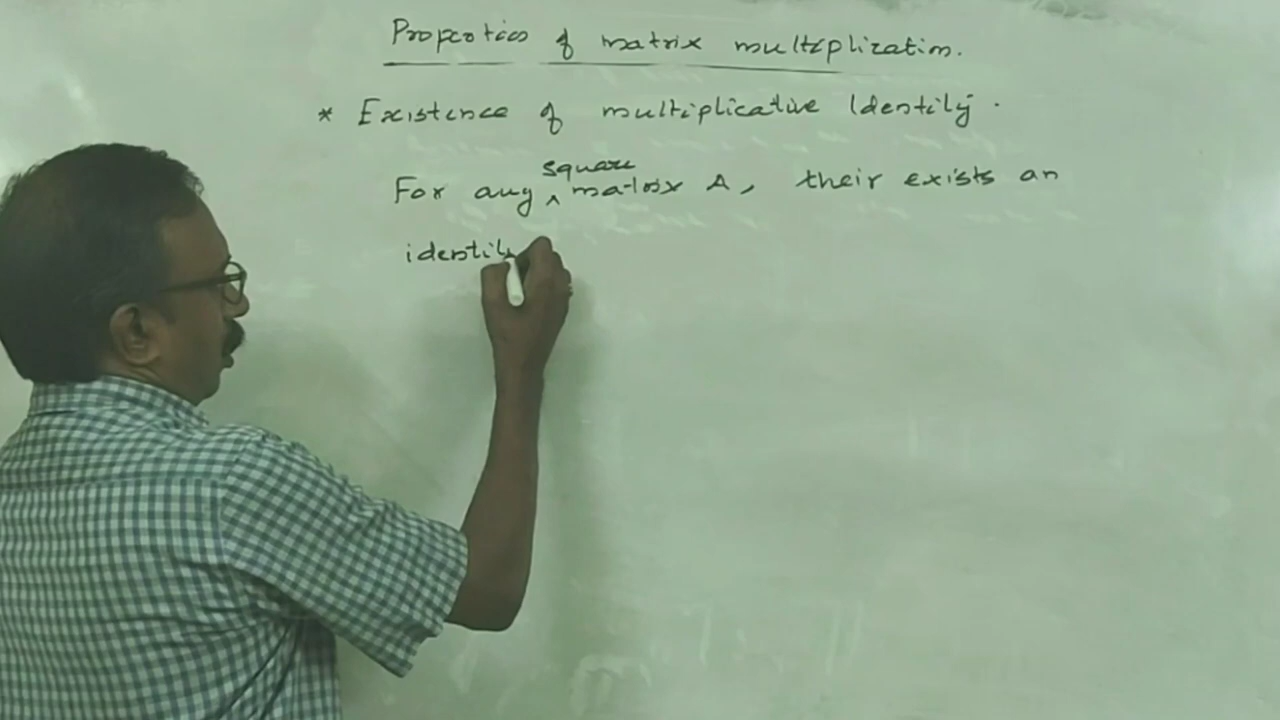 Properties of matrix multiplication.
* Existence of multiplicative Identity.
For any square matrix A, their exists an
identity